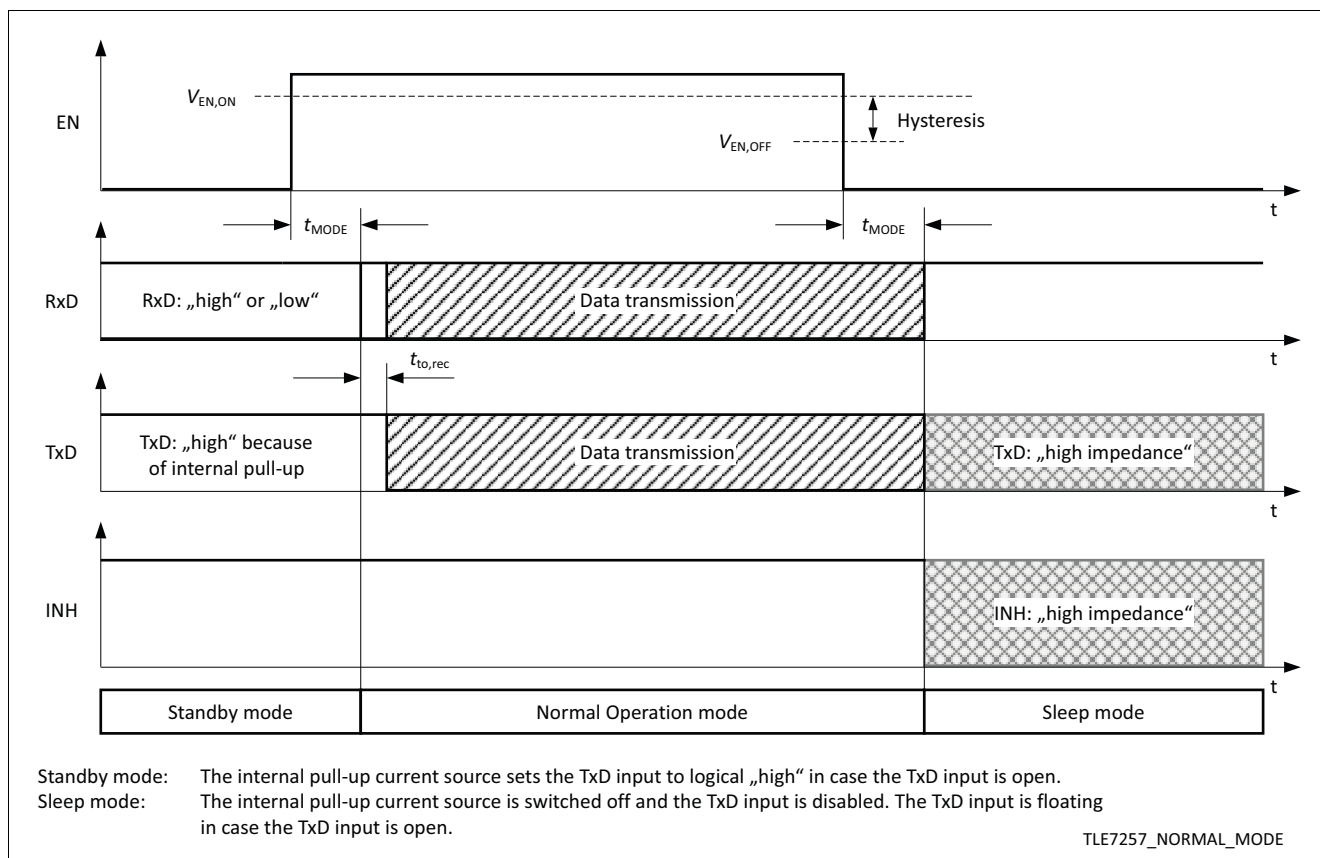 V_EN,ON
EN
Hysteresis
V_EN,OFF
t
t_MODE
t_MODE
RxD
RxD: „high“ or „low“
Data transmission
t
t_to,rec
TxD
TxD: „high“ because
of internal pull-up
Data transmission
TxD: „high impedance“
t
INH
INH: „high impedance“
t
Standby mode
Normal Operation mode
Sleep mode
Standby mode: The internal pull-up current source sets the TxD input to logical „high“ in case the TxD input is open.
Sleep mode: The internal pull-up current source is switched off and the TxD input is disabled. The TxD input is floating
in case the TxD input is open.
TLE7257_NORMAL_MODE